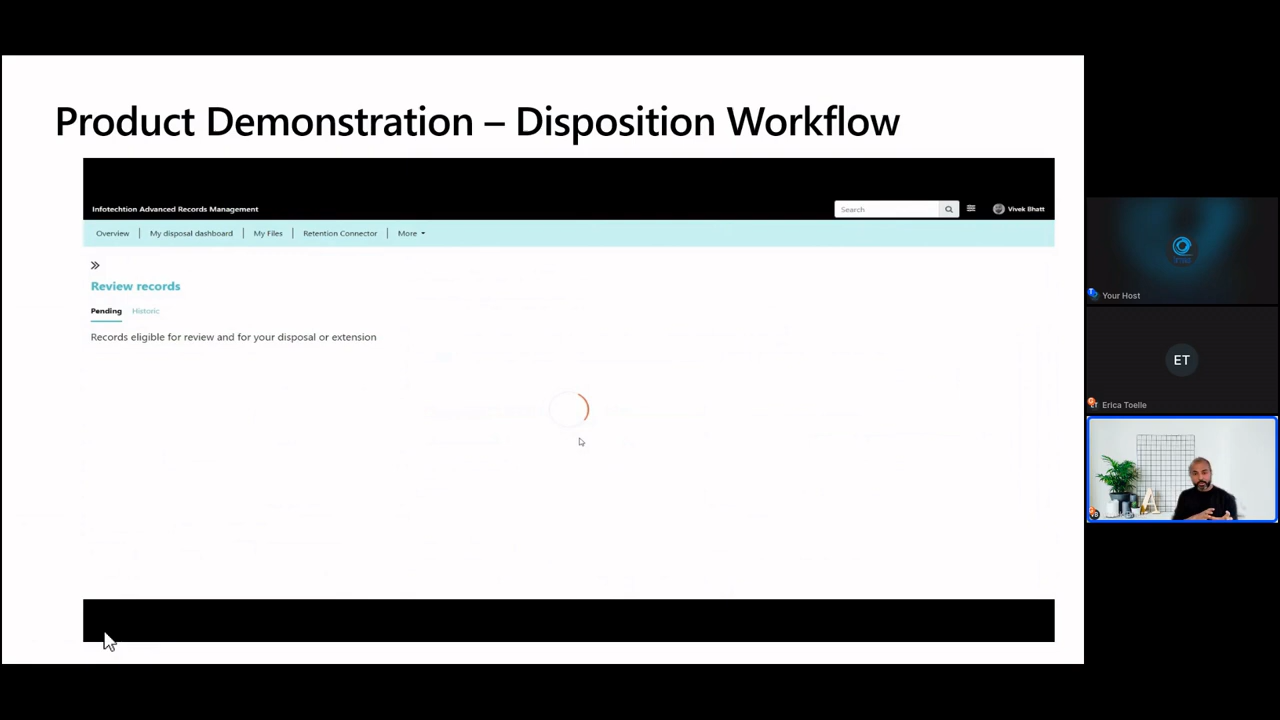 Product Demonstration – Disposition Workflow
Infotechtion Advanced Records Management
Search
Vivek Bhatt
Overview
My disposal dashboard
My Files
Retention Connector
More
Review records
Pending
Historic
Records eligible for review and for your disposal or extension
Your Host
ET
ET
Erica Toelle